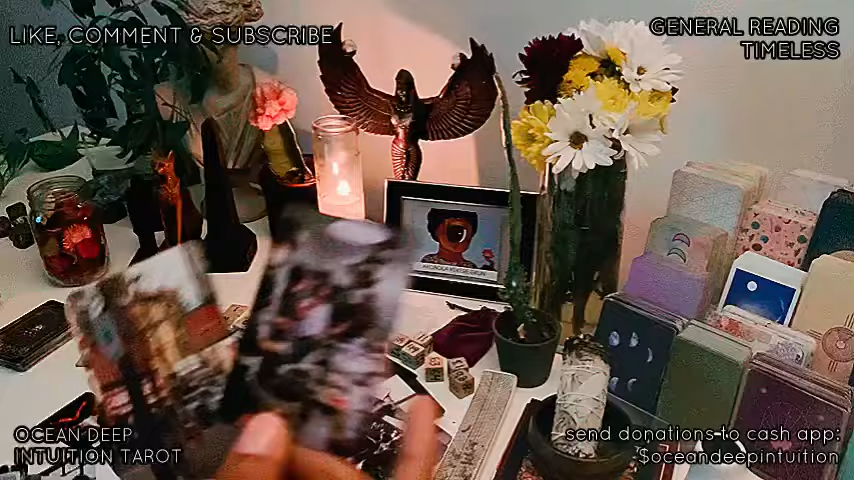 LIKE, COMMENT & SUBSCRIBE
GENERAL READING
TIMELESS
OCEAN DEEP
INTUITION TAROT
send donations to cash app:
$oceandeepintuition